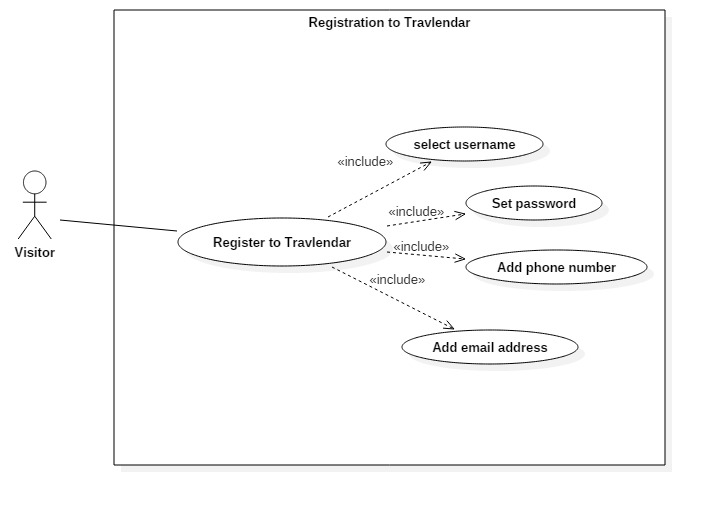 Registration to Travlendar
select username
«include»
Set password
«include»
Visitor
Register to Travlendar
«include»
Add phone number
«include»
Add email address